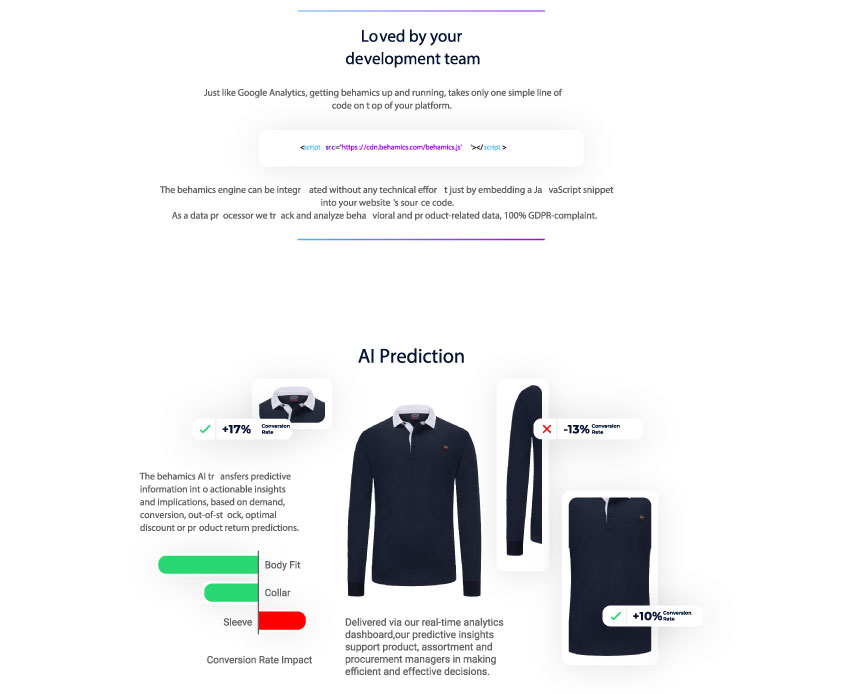 Loved by your
development team
Just like Google Analytics, getting behamics up and running, takes only one simple line of
code on t op of your platform.
<script src="https ://cdn.behamics.com/behamics.js' '></ script >
The behamics engine can be integr ated without any technical effor t just by embedding a Ja vaScript snippet
into your website 's sour ce code.
As a data pr ocessor we tr ack and analyze beha vioral and pr oduct-related data, 100% GDPR-complaint.
AI Prediction
+17% Conversion
Rate
-13% Conversion
Rate
The behamics AI tr ansfers predictive
information int o actionable insights
and implications, based on demand,
conversion, out-of-st ock, optimal
discount or pr oduct return predictions.
Body Fit
Collar
Sleeve
Conversion Rate Impact
Delivered via our real-time analytics
dashboard,our predictive insights
support product, assortment and
procurement managers in making
efficient and effective decisions.
+10% Conversion
Rate